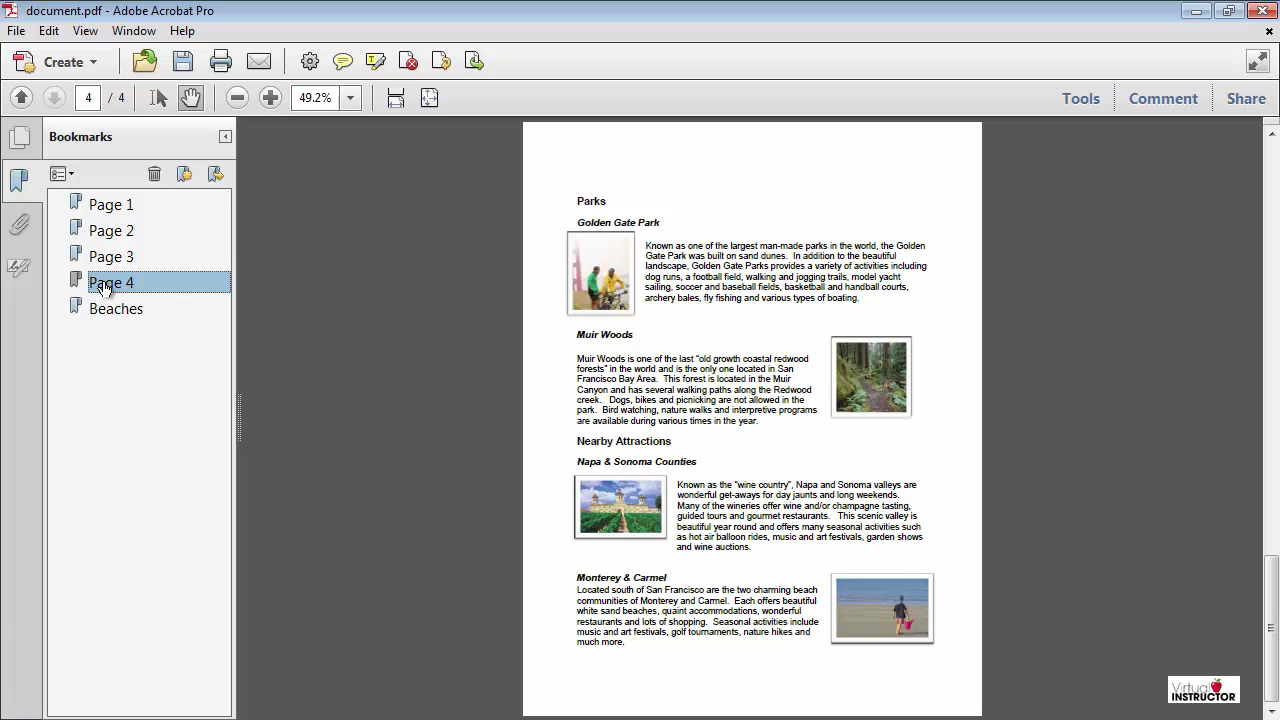 document.pdf - Adobe Acrobat Pro
File Edit View Window Help
Create
4 / 4 49.2% Tools Comment Share
Bookmarks
Page 1
Page 2
Page 3
Page 4
Beaches
Parks
Golden Gate Park
Known as one of the largest man-made parks in the world, the Golden
Gate Park was built on sand dunes. In addition to the beautiful
landscape, Golden Gate Parks provides a variety of activities including
dog runs, a football field, walking and jogging trails, model yacht
sailing, soccer and baseball fields, basketball and handball courts,
archery bales, fly fishing and various types of boating.
Muir Woods
Muir Woods is one of the last “old growth coastal redwood
forests” in the world and is the only one located in San
Francisco Bay Area. This forest is located in the Muir
Canyon and has several walking paths along the Redwood
creek. Dogs, bikes and picnicking are not allowed in the
park. Bird watching, nature walks and interpretive programs
are available during various times in the year.
Nearby Attractions
Napa & Sonoma Counties
Known as the “wine country”, Napa and Sonoma valleys are
wonderful get-aways for day jaunts and long weekends.
Many of the wineries offer wine and/or champagne tasting,
guided tours and gourmet restaurants. This scenic valley is
beautiful year round and offers many seasonal activities such
as hot air balloon rides, music and art festivals, garden shows
and wine auctions.
Monterey & Carmel
Located south of San Francisco are the two charming beach
communities of Monterey and Carmel. Each offers beautiful
white sand beaches, quaint accommodations, wonderful
restaurants and lots of shopping. Seasonal activities include
music and art festivals, golf tournaments, nature hikes and
much more.
Virtual
INSTRUCTOR